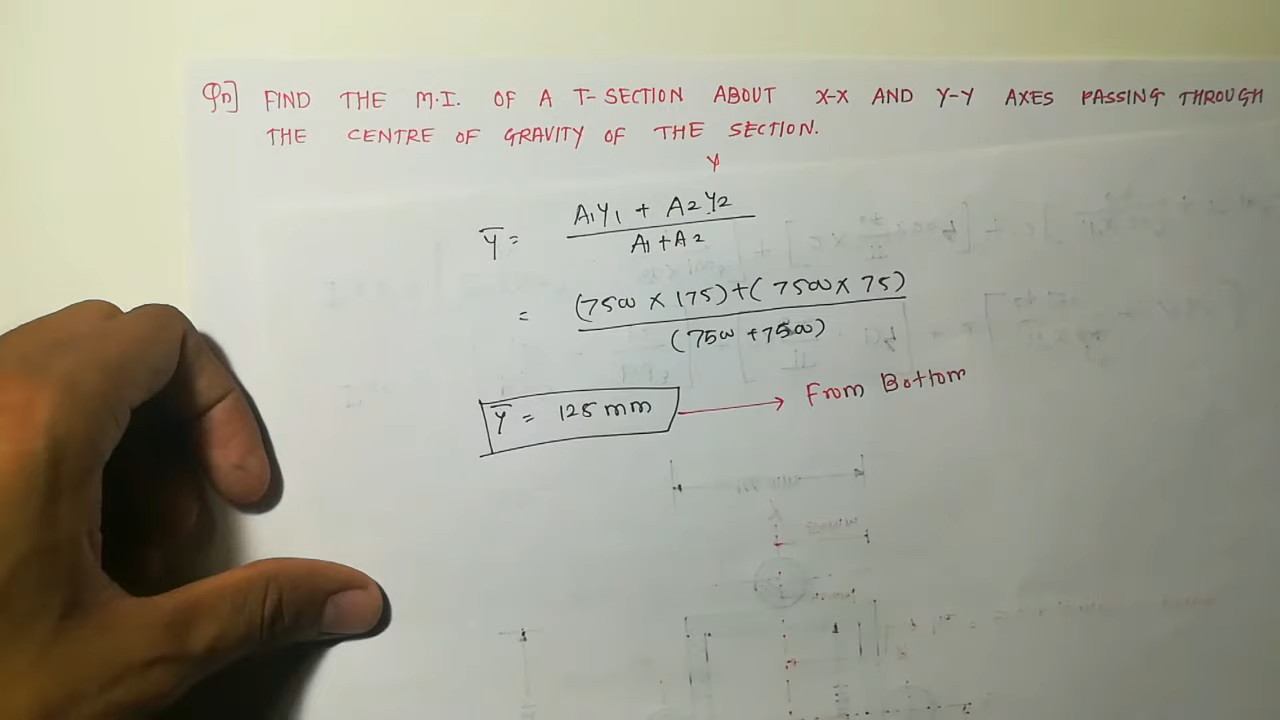 Qn] FIND THE M.I. OF A T-SECTION ABOUT X-X AND Y-Y AXES PASSING THROUGH
THE CENTRE OF GRAVITY OF THE SECTION.
Y
A1Y1 + A2Y2
Y̅ =
A1 + A2
= (7500 × 175) + (7500 × 75)
(7500 + 7500)
Y̅ = 125 mm → From Bottom